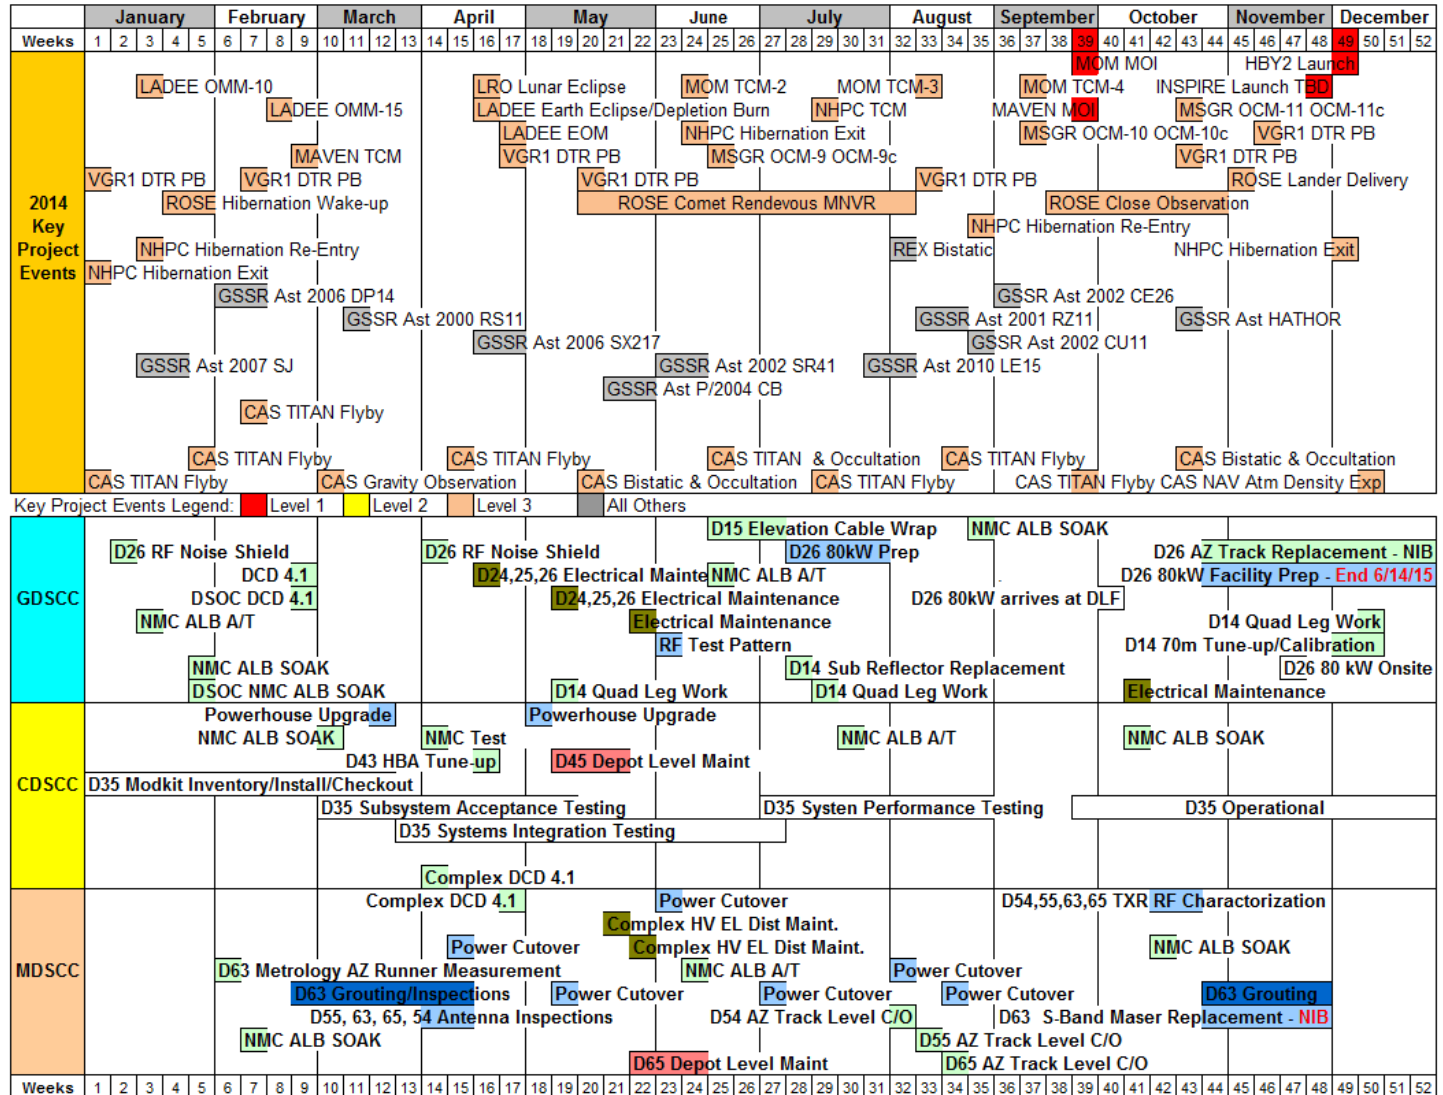 January February March April May June July August September October November December
Weeks 1 2 3 4 5 6 7 8 9 10 11 12 13 14 15 16 17 18 19 20 21 22 23 24 25 26 27 28 29 30 31 32 33 34 35 36 37 38 39 40 41 42 43 44 45 46 47 48 49 50 51 52
2014 Key Project Events
MOM MOI HBY2 Launch
LADEE OMM-10 LRO Lunar Eclipse MOM TCM-2 MOM TCM-3 MOM TCM-4 INSPIRE Launch TBD
LADEE OMM-15 LADEE Earth Eclipse/Depletion Burn NHPC TCM MAVEN MOI MSGR OCM-11 OCM-11c
LADEE EOM NHPC Hibernation Exit MSGR OCM-10 OCM-10c VGR1 DTR PB
MAVEN TCM VGR1 DTR PB MSGR OCM-9 OCM-9c VGR1 DTR PB
VGR1 DTR PB VGR1 DTR PB VGR1 DTR PB VGR1 DTR PB ROSE Lander Delivery
ROSE Hibernation Wake-up ROSE Comet Rendevous MNVR ROSE Close Observation
NHPC Hibernation Re-Entry
NHPC Hibernation Re-Entry REX Bistatic NHPC Hibernation Exit
NHPC Hibernation Exit
GSSR Ast 2006 DP14 GSSR Ast 2002 CE26
GSSR Ast 2000 RS11 GSSR Ast 2001 RZ11 GSSR Ast HATHOR
GSSR Ast 2006 SX217 GSSR Ast 2002 CU11
GSSR Ast 2007 SJ GSSR Ast 2002 SR41 GSSR Ast 2010 LE15
GSSR Ast P/2004 CB
CAS TITAN Flyby
CAS TITAN Flyby CAS TITAN Flyby CAS TITAN & Occultation CAS TITAN Flyby CAS Bistatic & Occultation
CAS TITAN Flyby CAS Gravity Observation CAS Bistatic & Occultation CAS TITAN Flyby CAS TITAN Flyby CAS NAV Atm Density Exp
Key Project Events Legend: Level 1 Level 2 Level 3 All Others
GDSCC
D15 Elevation Cable Wrap NMC ALB SOAK
D26 RF Noise Shield D26 RF Noise Shield D26 80kW Prep D26 AZ Track Replacement - NIB
DCD 4.1 D24,25,26 Electrical Mainte NMC ALB A/T D26 80kW Facility Prep - End 6/14/15
DSOC DCD 4.1 D24,25,26 Electrical Maintenance D26 80kW arrives at DLF
NMC ALB A/T Electrical Maintenance D14 Quad Leg Work
RF Test Pattern D14 70m Tune-up/Calibration
NMC ALB SOAK D14 Sub Reflector Replacement D26 80 kW Onsite
DSOC NMC ALB SOAK D14 Quad Leg Work D14 Quad Leg Work Electrical Maintenance
CDSCC
Powerhouse Upgrade Powerhouse Upgrade
NMC ALB SOAK NMC Test NMC ALB A/T NMC ALB SOAK
D43 HBA Tune-up D45 Depot Level Maint
D35 Modkit Inventory/Install/Checkout
D35 Subsystem Acceptance Testing D35 Systen Performance Testing D35 Operational
D35 Systems Integration Testing
Complex DCD 4.1
MDSCC
Complex DCD 4.1 Power Cutover D54,55,63,65 TXR RF Charactorization
Complex HV EL Dist Maint.
Power Cutover Complex HV EL Dist Maint. NMC ALB SOAK
D63 Metrology AZ Runner Measurement NMC ALB A/T Power Cutover
D63 Grouting/Inspections Power Cutover Power Cutover Power Cutover D63 Grouting
D55, 63, 65, 54 Antenna Inspections D54 AZ Track Level C/O D63 S-Band Maser Replacement - NIB
NMC ALB SOAK D55 AZ Track Level C/O
D65 Depot Level Maint D65 AZ Track Level C/O
Weeks 1 2 3 4 5 6 7 8 9 10 11 12 13 14 15 16 17 18 19 20 21 22 23 24 25 26 27 28 29 30 31 32 33 34 35 36 37 38 39 40 41 42 43 44 45 46 47 48 49 50 51 52